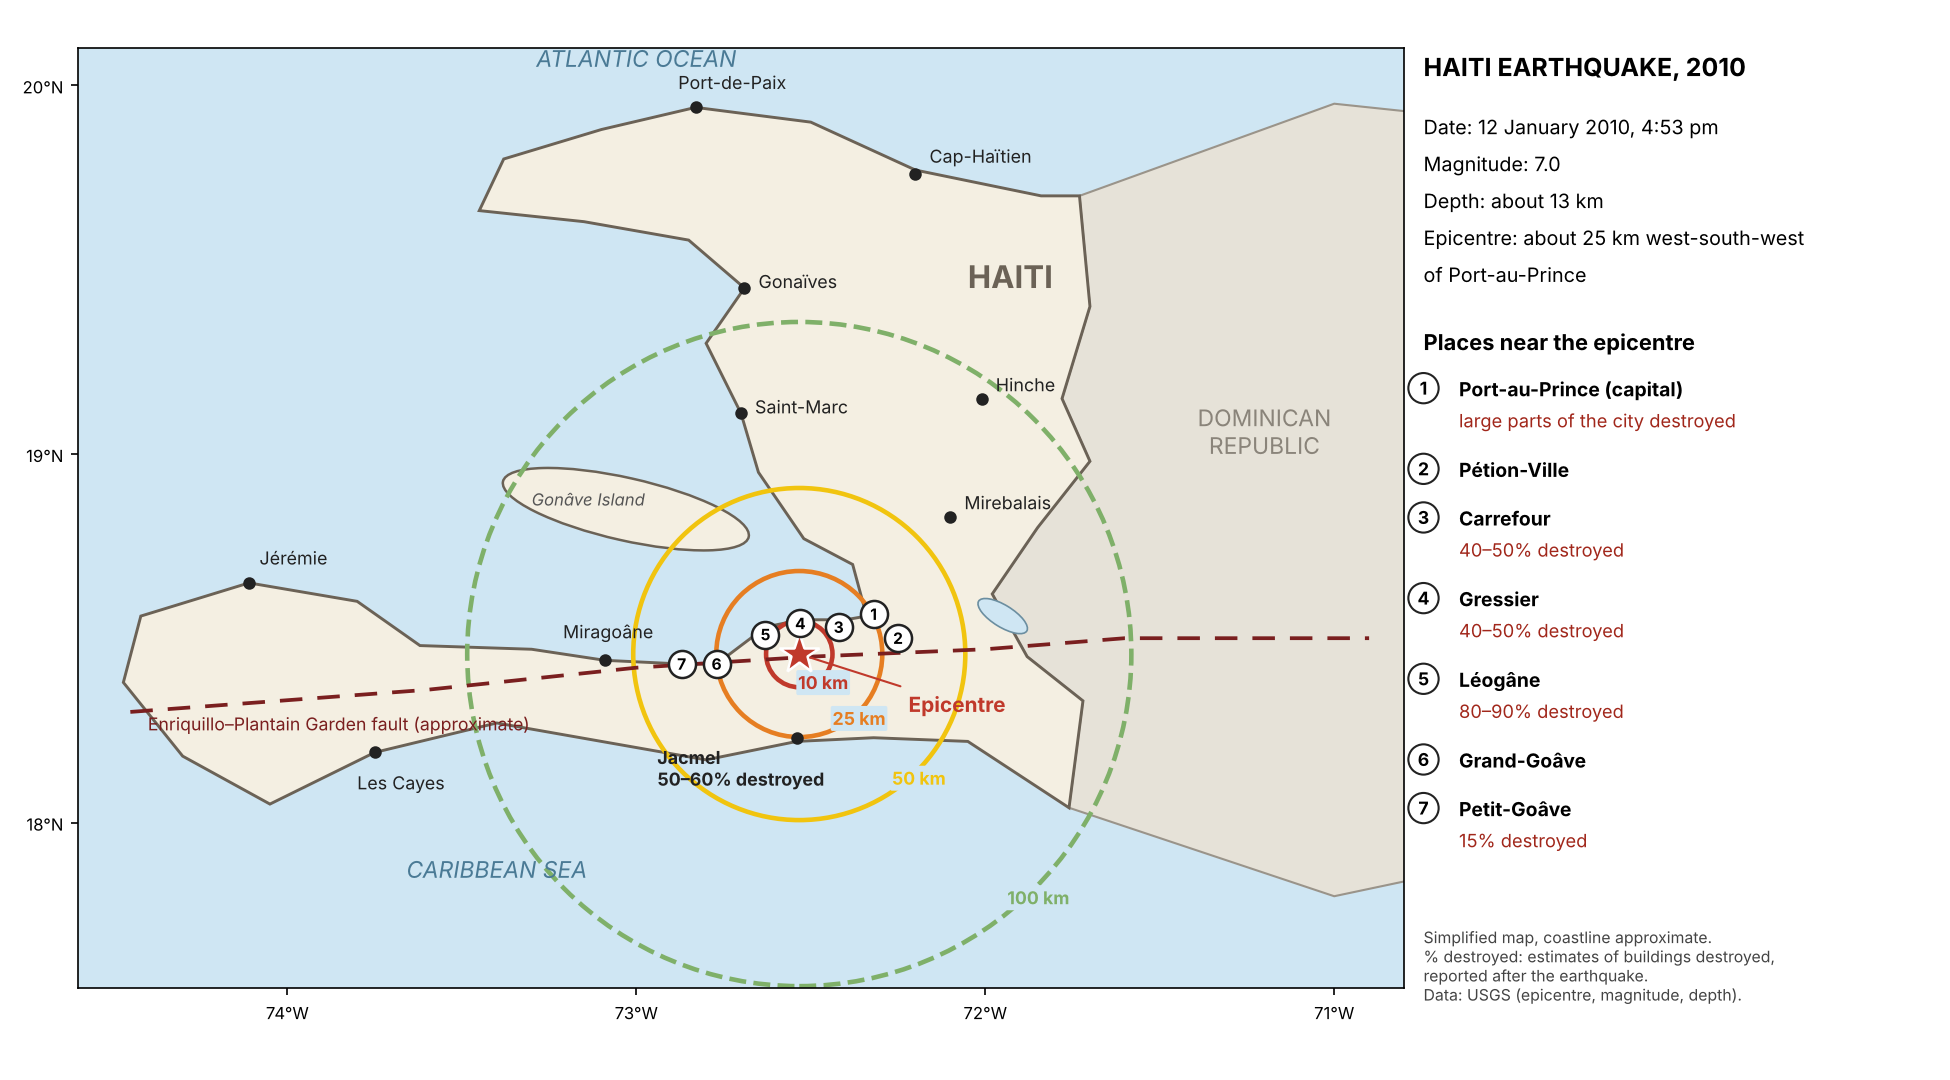 ATLANTIC OCEAN
Port-de-Paix
20°N
Cap-Haïtien
Gonaïves
HAITI
Hinche
Saint-Marc
DOMINICAN
REPUBLIC
19°N
Gonâve Island
Mirebalais
Jérémie
Miragoâne
1
2
3
4
5
6
7
10 km
Epicentre
25 km
Enriquillo–Plantain Garden fault (approximate)
Jacmel
50–60% destroyed
50 km
Les Cayes
18°N
CARIBBEAN SEA
100 km
74°W
73°W
72°W
71°W
HAITI EARTHQUAKE, 2010
Date: 12 January 2010, 4:53 pm
Magnitude: 7.0
Depth: about 13 km
Epicentre: about 25 km west-south-west
of Port-au-Prince
Places near the epicentre
1 Port-au-Prince (capital)
large parts of the city destroyed
2 Pétion-Ville
3 Carrefour
40–50% destroyed
4 Gressier
40–50% destroyed
5 Léogâne
80–90% destroyed
6 Grand-Goâve
7 Petit-Goâve
15% destroyed
Simplified map, coastline approximate.
% destroyed: estimates of buildings destroyed,
reported after the earthquake.
Data: USGS (epicentre, magnitude, depth).